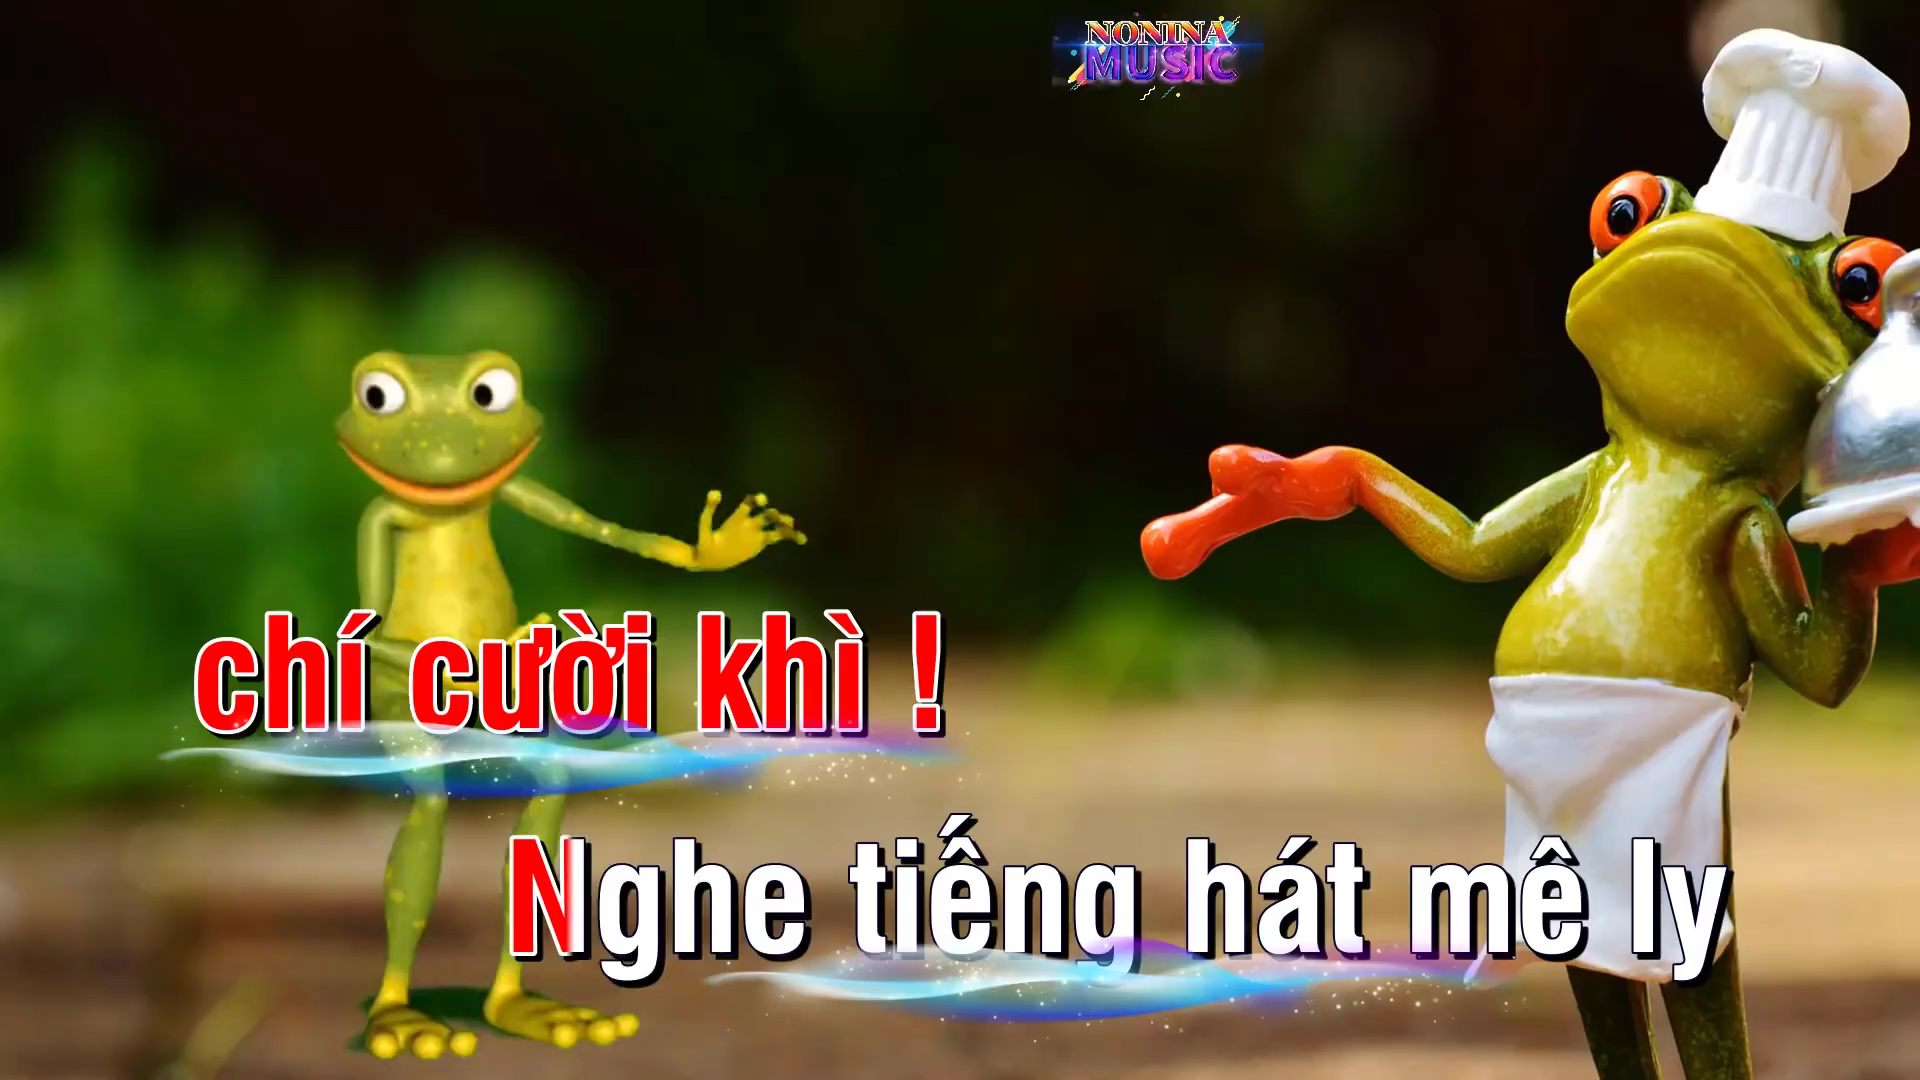 NONINA
MUSIC
chí cười khì !
Nghe tiếng hát mê ly